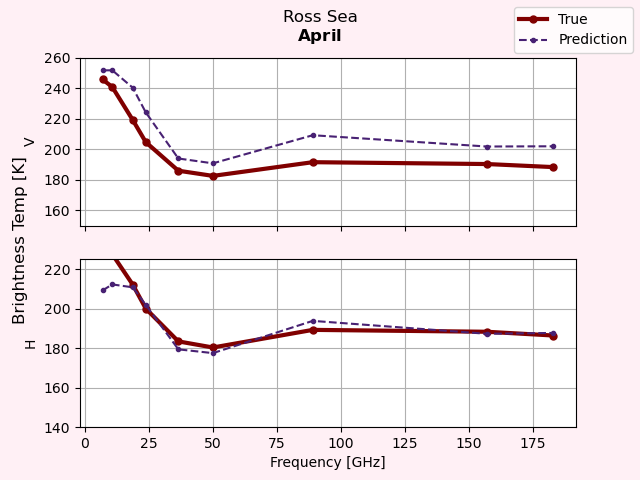 Ross Sea
April
True
Prediction
260
240
220
200
180
160
V
Brightness Temp [K]
220
200
180
160
140
H
0 25 50 75 100 125 150 175
Frequency [GHz]